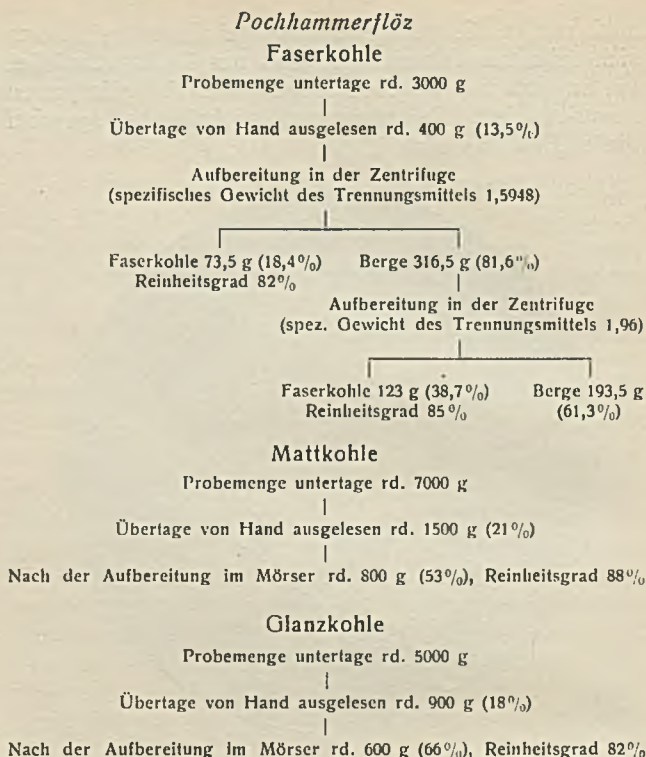 Pochhammerflöz
Faserkohle
Probemenge untertage rd. 3000 g
Übertage von Hand ausgelesen rd. 400 g (13,5%)
Aufbereitung in der Zentrifuge
(spezifisches Gewicht des Trennungsmittels 1,5948)
Faserkohle 73,5 g (18,4%) Berge 316,5 g (81,6%)
Reinheitsgrad 82%
Aufbereitung in der Zentrifuge
(spez. Gewicht des Trennungsmittels 1,96)
Faserkohle 123 g (38,7%) Berge 193,5 g
Reinheitsgrad 85% (61,3%)
Mattkohle
Probemenge untertage rd. 7000 g
Übertage von Hand ausgelesen rd. 1500 g (21%)
Nach der Aufbereitung im Mörser rd. 800 g (53%), Reinheitsgrad 88%
Glanzkohle
Probemenge untertage rd. 5000 g
Übertage von Hand ausgelesen rd. 900 g (18%)
Nach der Aufbereitung im Mörser rd. 600 g (66%), Reinheitsgrad 82%